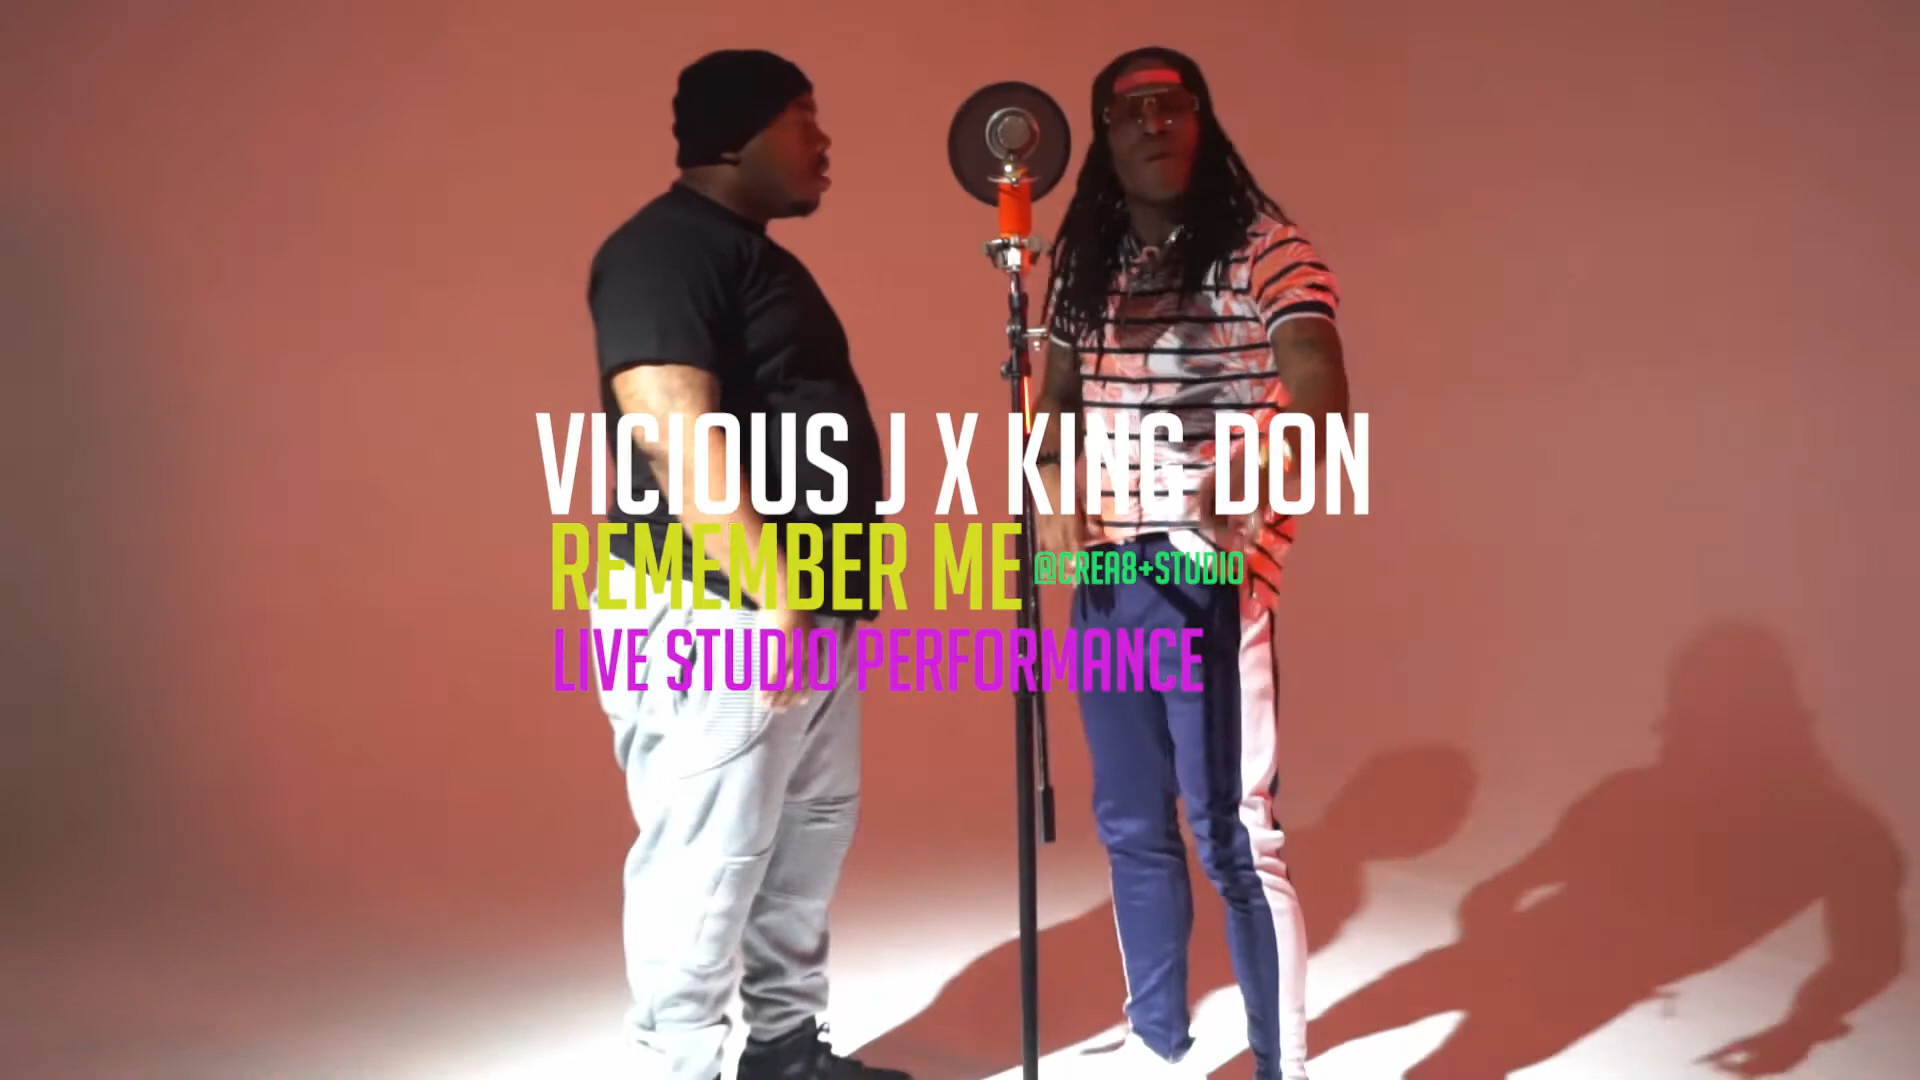 VICIOUS J X KING DON
REMEMBER ME @CREA8+STUDIO
LIVE STUDIO PERFORMANCE